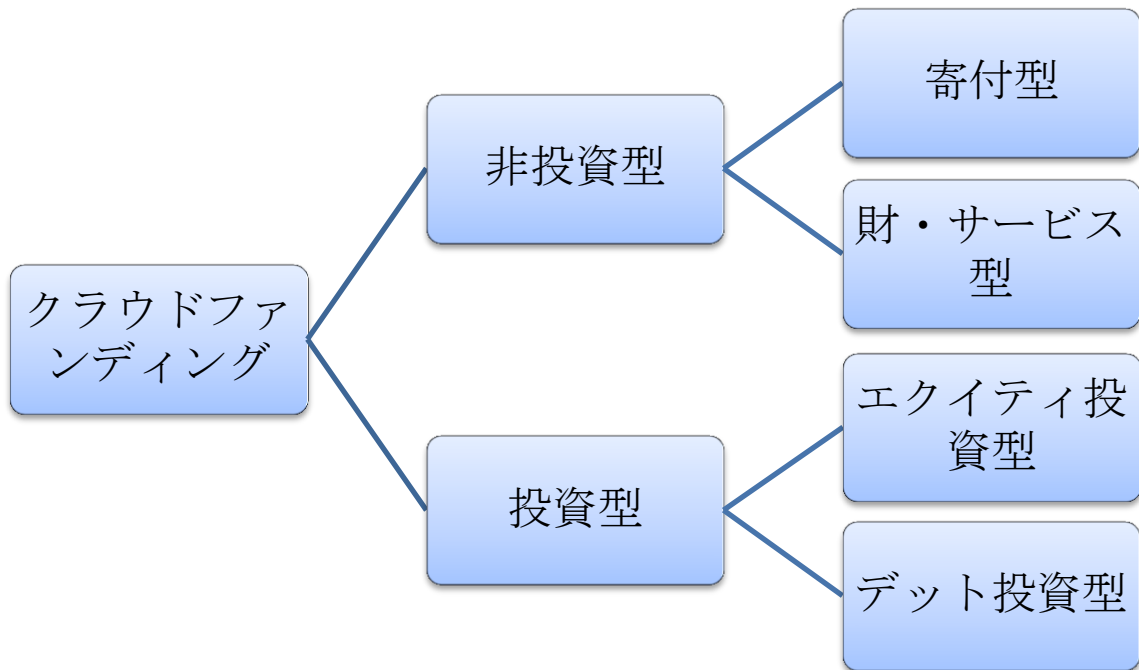 クラウドファ
ンディング
非投資型
寄付型
財・サービス
型
投資型
エクイティ投
資型
デット投資型